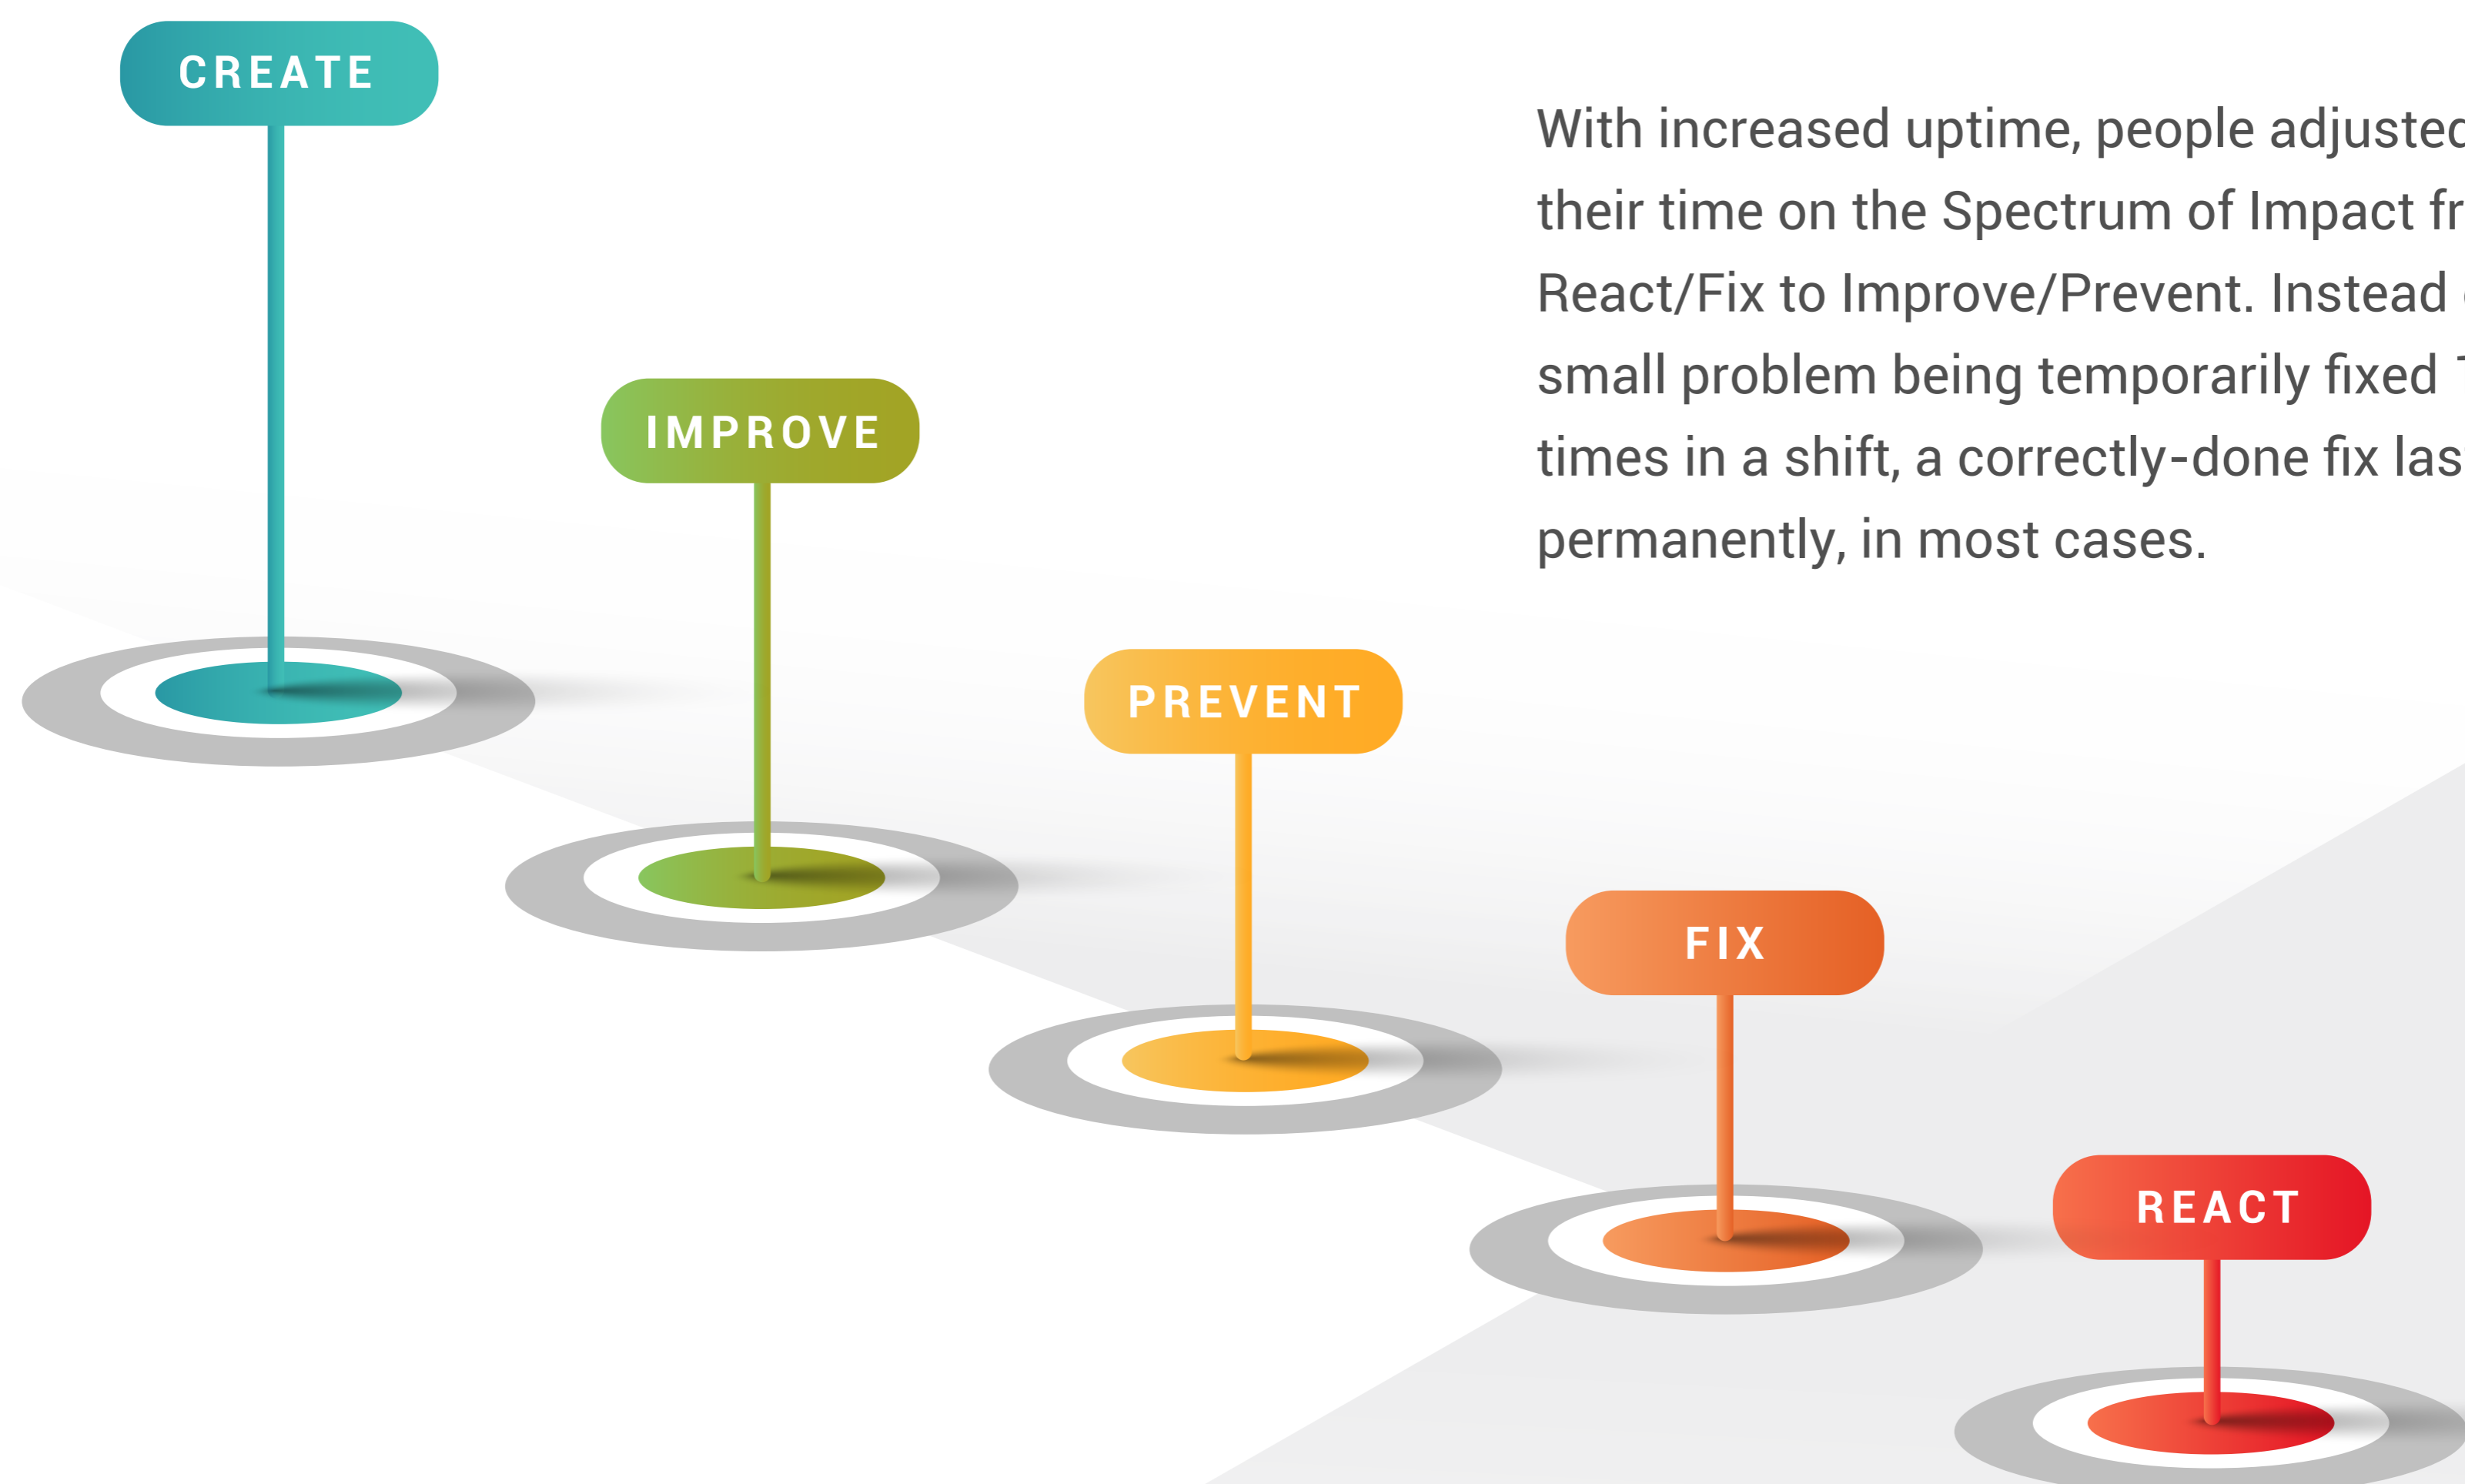 CREATE
With increased uptime, people adjusted
their time on the Spectrum of Impact
React/Fix to Improve/Prevent. Instead
small problem being temporarily fixed
times in a shift, a correctly-done fix
permanently, in most cases.
IMPROVE
PREVENT
FIX
REACT